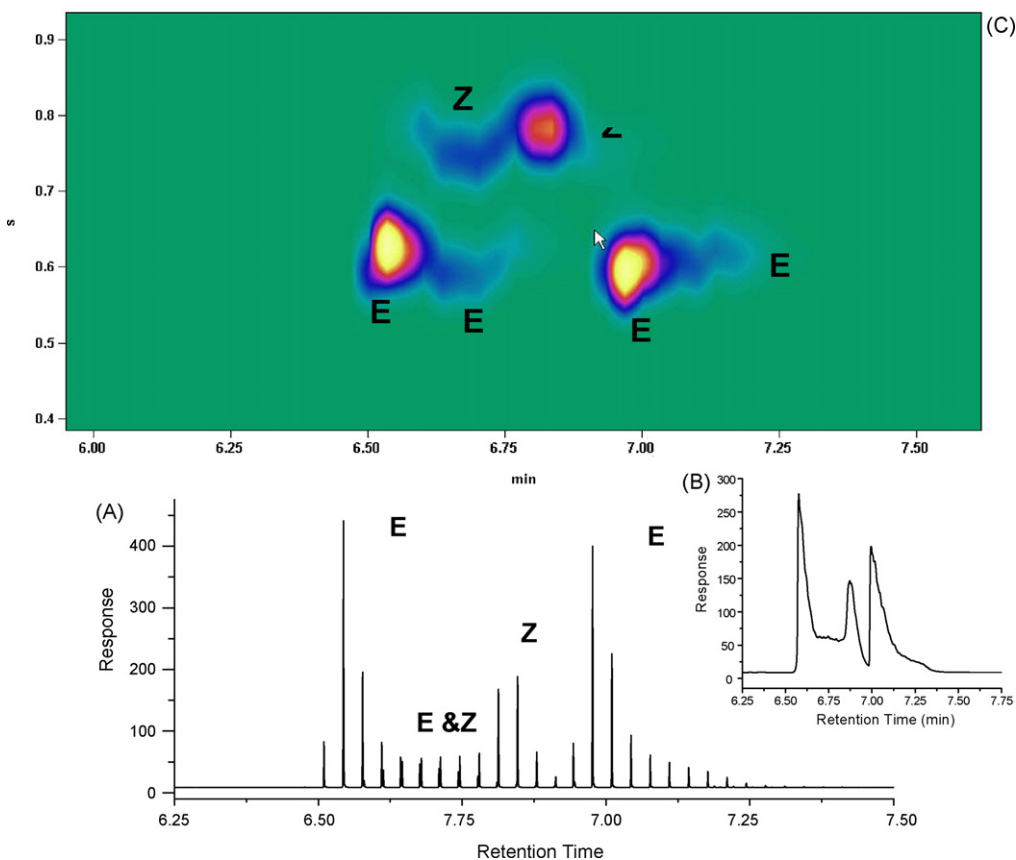 (C)
0.9
0.8
0.7
0.6
0.5
0.4
s
Z
E
E
E
E
6.00 6.25 6.50 6.75 7.00 7.25 7.50
min
(A)
Response
400
300
200
100
0
E
E &Z
Z
E
6.25 6.50 7.75 7.00 7.25 7.50
Retention Time
(B)
Response
300
250
200
150
100
50
0
6.25 6.50 6.75 7.00 7.25 7.50 7.75
Retention Time (min)